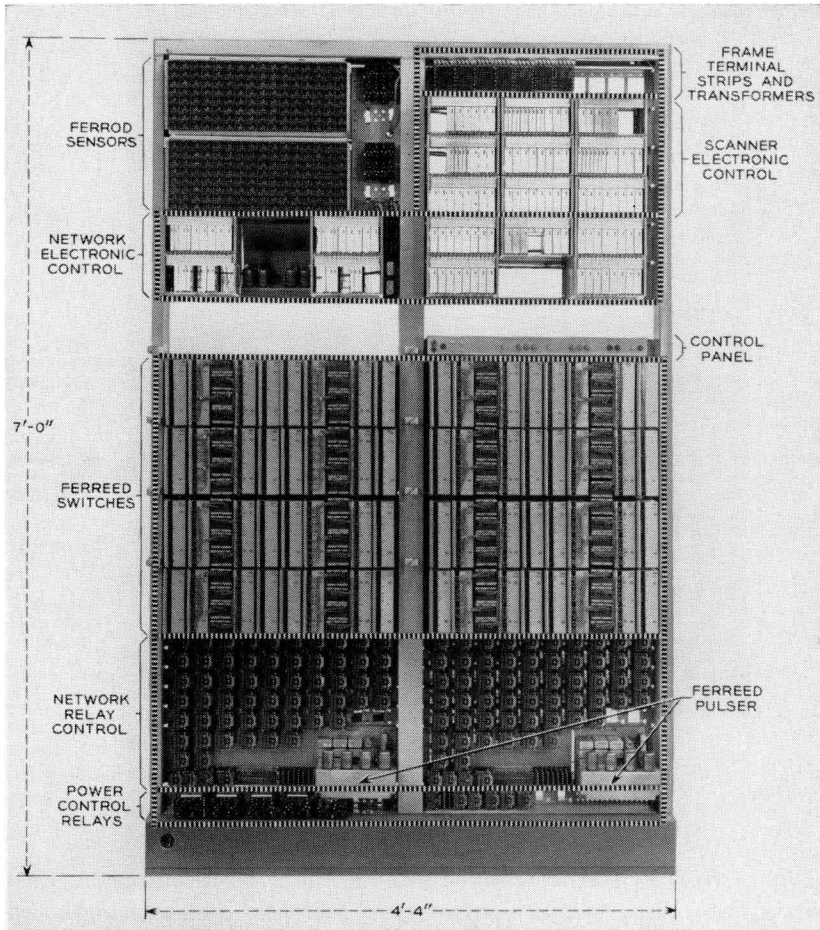 FRAME
TERMINAL
STRIPS AND
TRANSFORMERS
FERROD
SENSORS
SCANNER
ELECTRONIC
CONTROL
NETWORK
ELECTRONIC
CONTROL
CONTROL
PANEL
7'-0"
FERREED
SWITCHES
NETWORK
RELAY
CONTROL
FERREED
PULSER
POWER
CONTROL
RELAYS
4'-4"